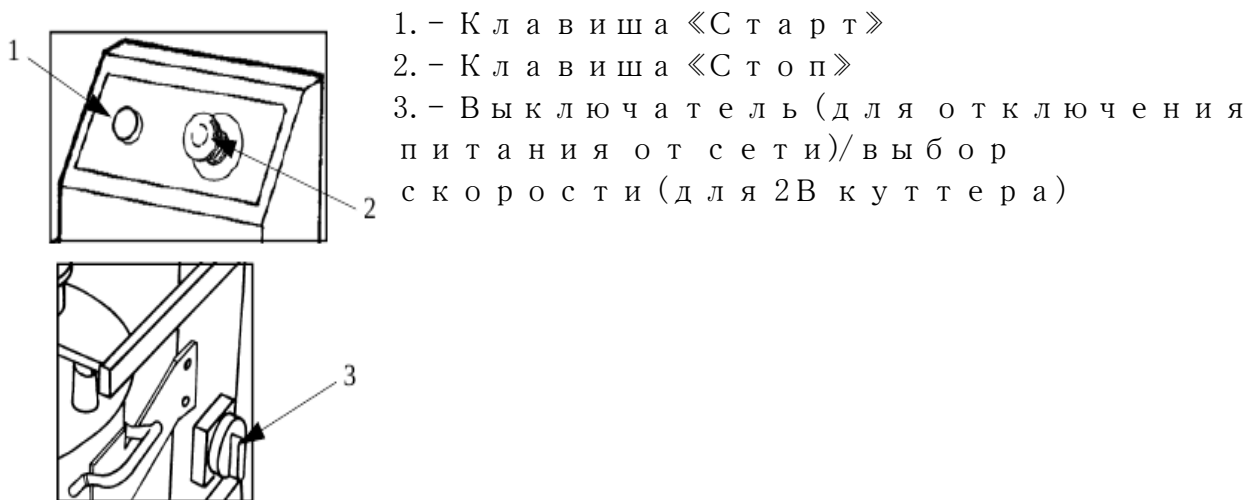 1
2
1.- Клавиша «Старт»
2.- Клавиша «Стоп»
3.- Выключатель (для отключения
питания от сети)/выбор
скорости (для 2В куттера)
3